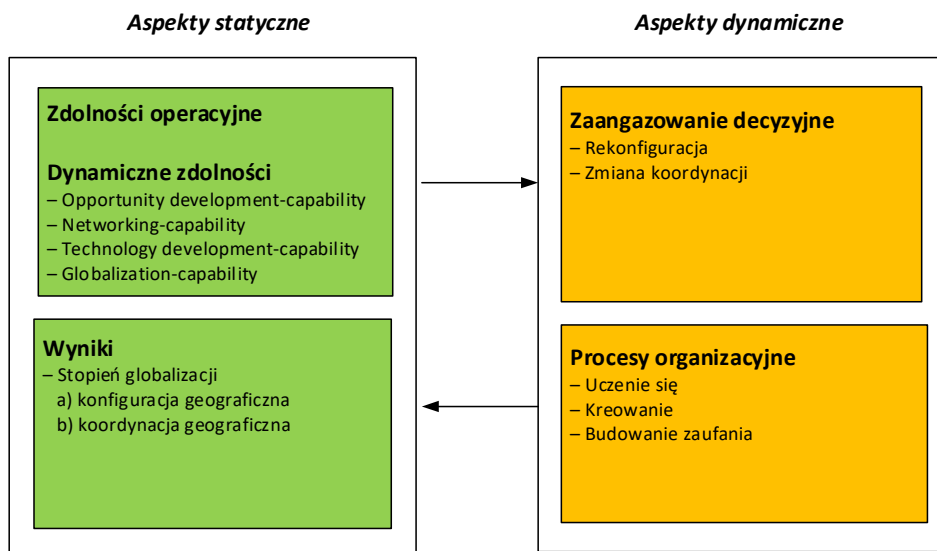 Aspekty statyczne
Zdolności operacyjne
Dynamiczne zdolności
– Opportunity development-capability
– Networking-capability
– Technology development-capability
– Globalization-capability
Wyniki
– Stopień globalizacji
a) konfiguracja geograficzna
b) koordynacja geograficzna
Aspekty dynamiczne
Zaangazowanie decyzyjne
– Rekonfiguracja
– Zmiana koordynacji
Procesy organizacyjne
– Uczenie się
– Kreowanie
– Budowanie zaufania